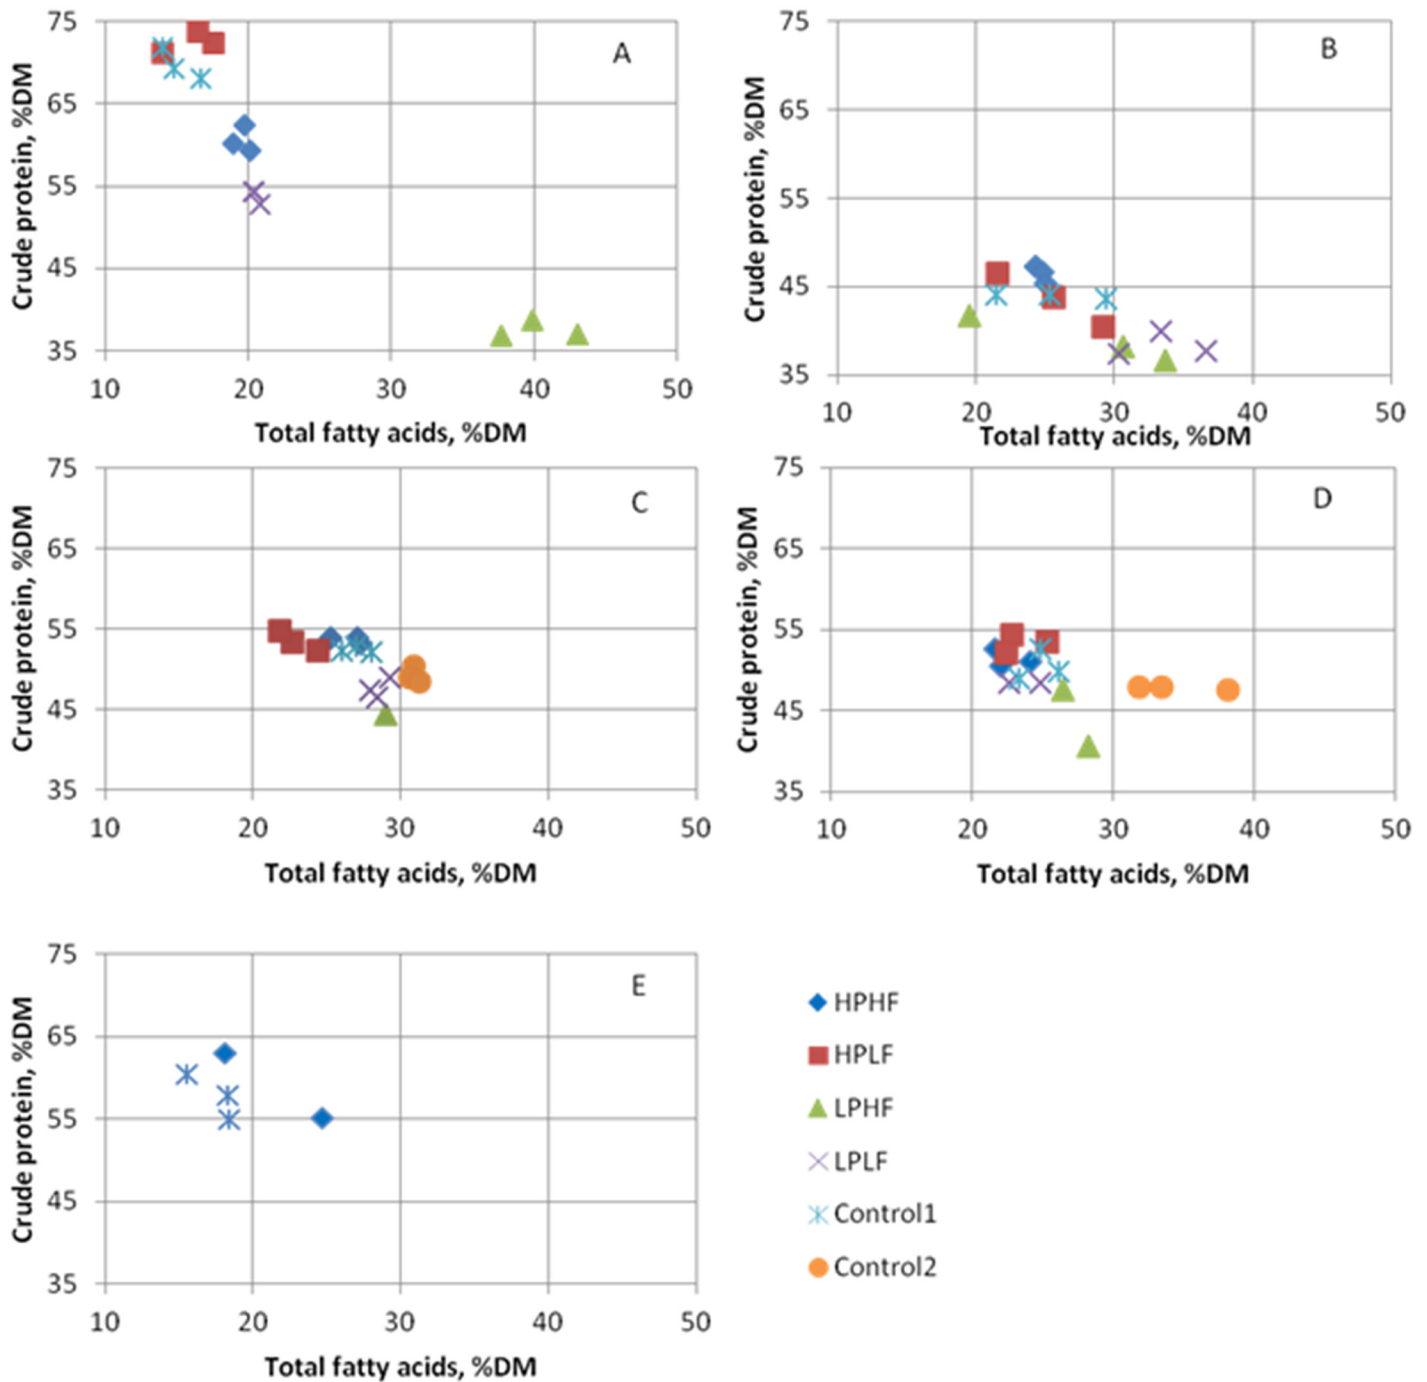 75
65
55
45
35
Crude protein, %DM
A
10 20 30 40 50
Total fatty acids, %DM
75
65
55
45
35
Crude protein, %DM
B
10 20 30 40 50
Total fatty acids, %DM
75
65
55
45
35
Crude protein, %DM
C
10 20 30 40 50
Total fatty acids, %DM
75
65
55
45
35
Crude protein, %DM
D
10 20 30 40 50
Total fatty acids, %DM
75
65
55
45
35
Crude protein, %DM
E
10 20 30 40 50
Total fatty acids, %DM
HPHF
HPLF
LPHF
LPLF
Control1
Control2